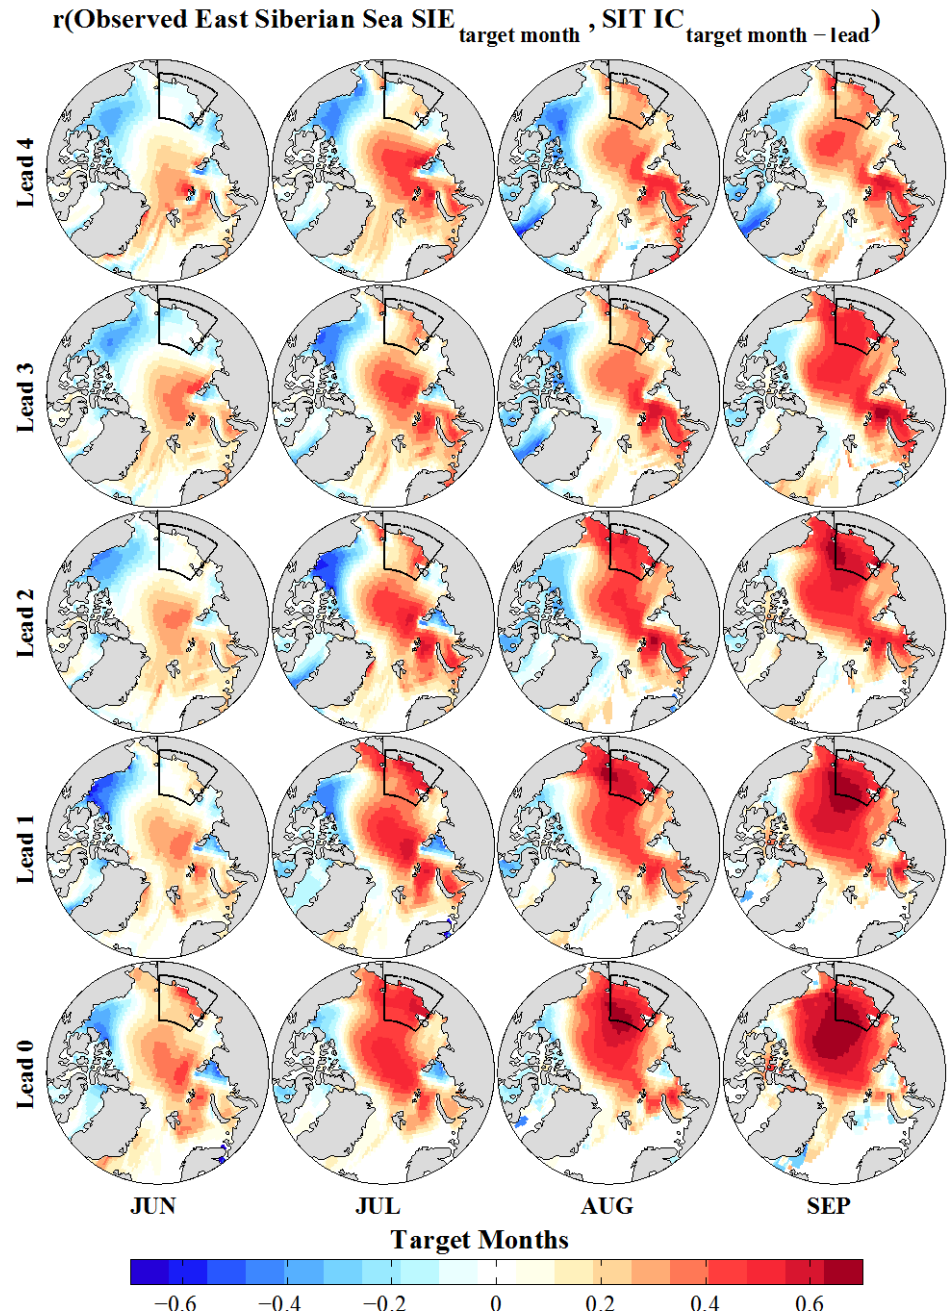 r(Observed East Siberian Sea SIE target month , SIT IC target month − lead)
Lead 4
Lead 3
Lead 2
Lead 1
Lead 0
JUN JUL AUG SEP
Target Months
−0.6 −0.4 −0.2 0 0.2 0.4 0.6